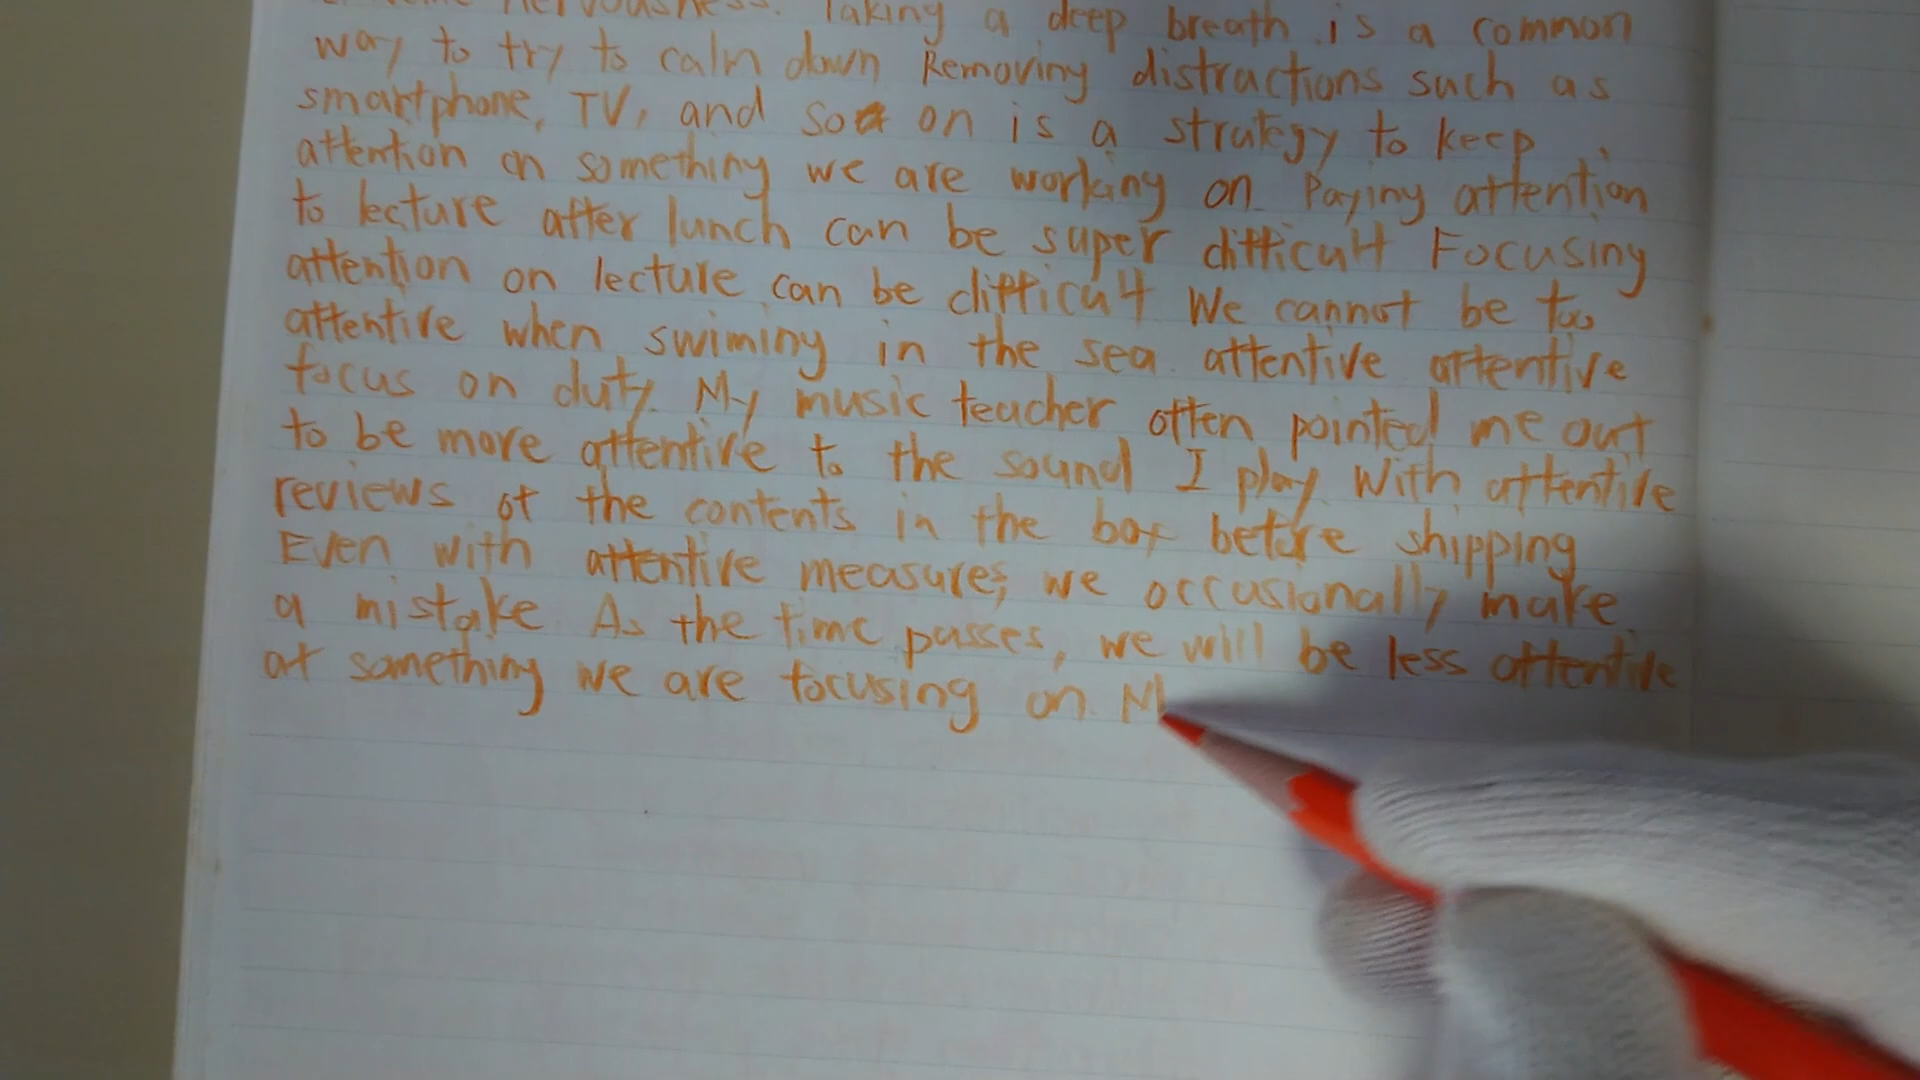 nervousness. Taking a deep breath is a common
way to try to calm down Removing distractions such as
smartphone, TV, and so on is a strategy to keep
attention on something we are working on. Paying attention
to lecture after lunch can be super difficult Focusing
attention on lecture can be difficult We cannot be too
attentive when swiming in the sea. attentive attentive
focus on duty. My music teacher often pointed me out
to be more attentive to the sound I play. With attentive
reviews of the contents in the box before shipping
Even with attentive measures, we occusionally make
a mistake As the time passes, we will be less attentive
at something we are focusing on. M